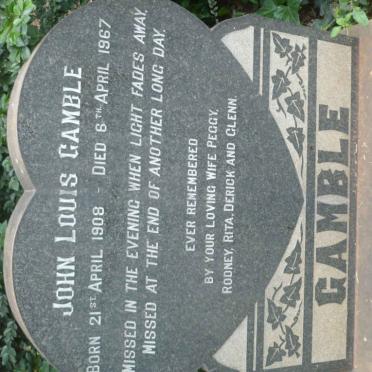 JOHN LOUIS GAMBLE
BORN 21ST APRIL 1908 - DIED 8TH APRIL 1967
MISSED IN THE EVENING WHEN LIGHT FADES AWAY,
MISSED AT THE END OF ANOTHER LONG DAY.
EVER REMEMBERED
BY YOUR LOVING WIFE PEGGY,
RODNEY, RITA, DERICK AND GLENN.
GAMBLE